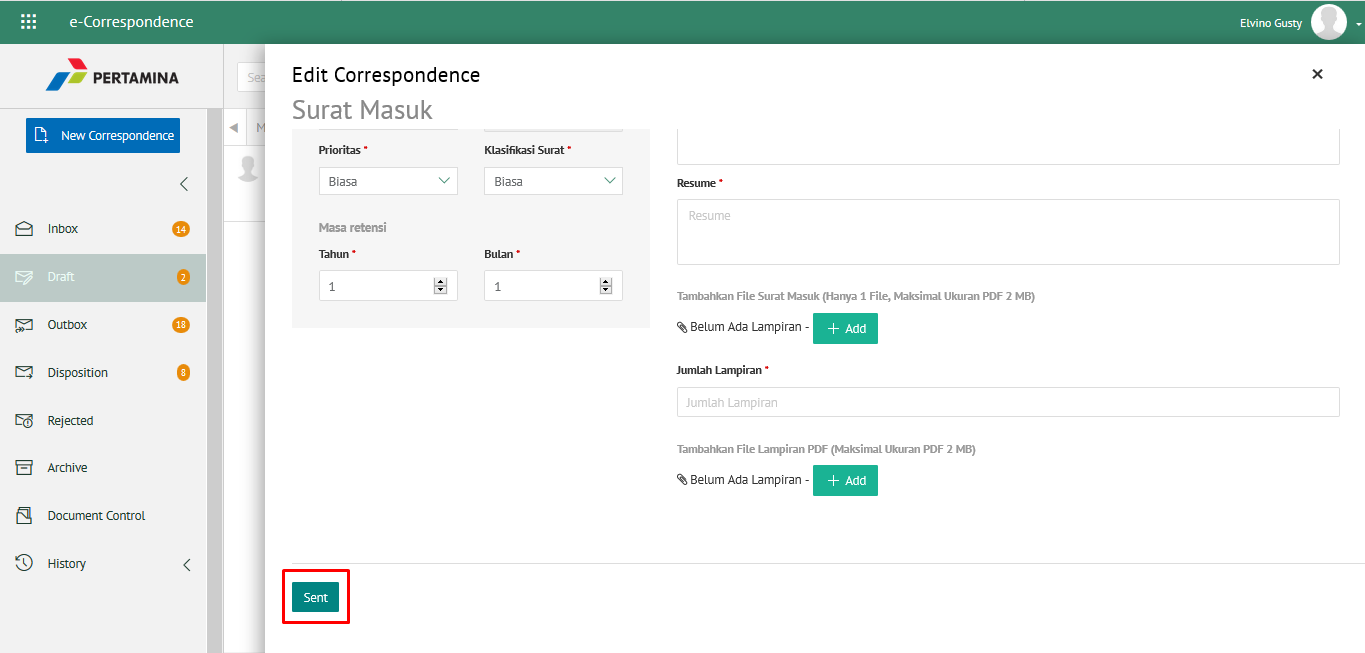 e-Correspondence
Elvino Gusty
PERTAMINA
New Correspondence
Inbox 14
Draft 2
Outbox 18
Disposition 8
Rejected
Archive
Document Control
History
Sea
M
Edit Correspondence
Surat Masuk
Prioritas * Klasifikasi Surat *
Biasa Biasa
Masa retensi
Tahun * Bulan *
1 1
Resume *
Resume
Tambahkan File Surat Masuk (Hanya 1 File, Maksimal Ukuran PDF 2 MB)
Belum Ada Lampiran - + Add
Jumlah Lampiran *
Jumlah Lampiran
Tambahkan File Lampiran PDF (Maksimal Ukuran PDF 2 MB)
Belum Ada Lampiran - + Add
Sent